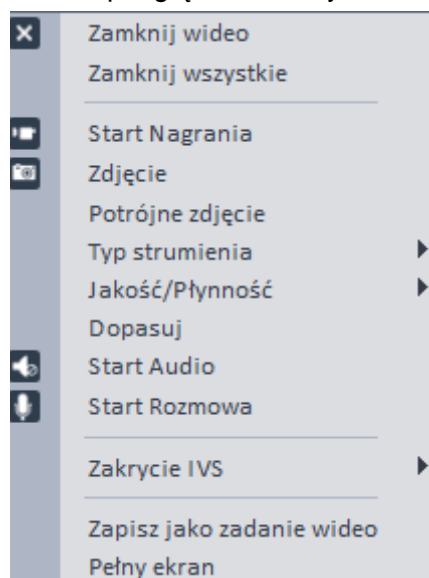 Zamknij wideo
Zamknij wszystkie
Start Nagrania
Zdjęcie
Potrójne zdjęcie
Typ strumienia
Jakość/Płynność
Dopasuj
Start Audio
Start Rozmowa
Zakrycie IVS
Zapisz jako zadanie wideo
Pełny ekran